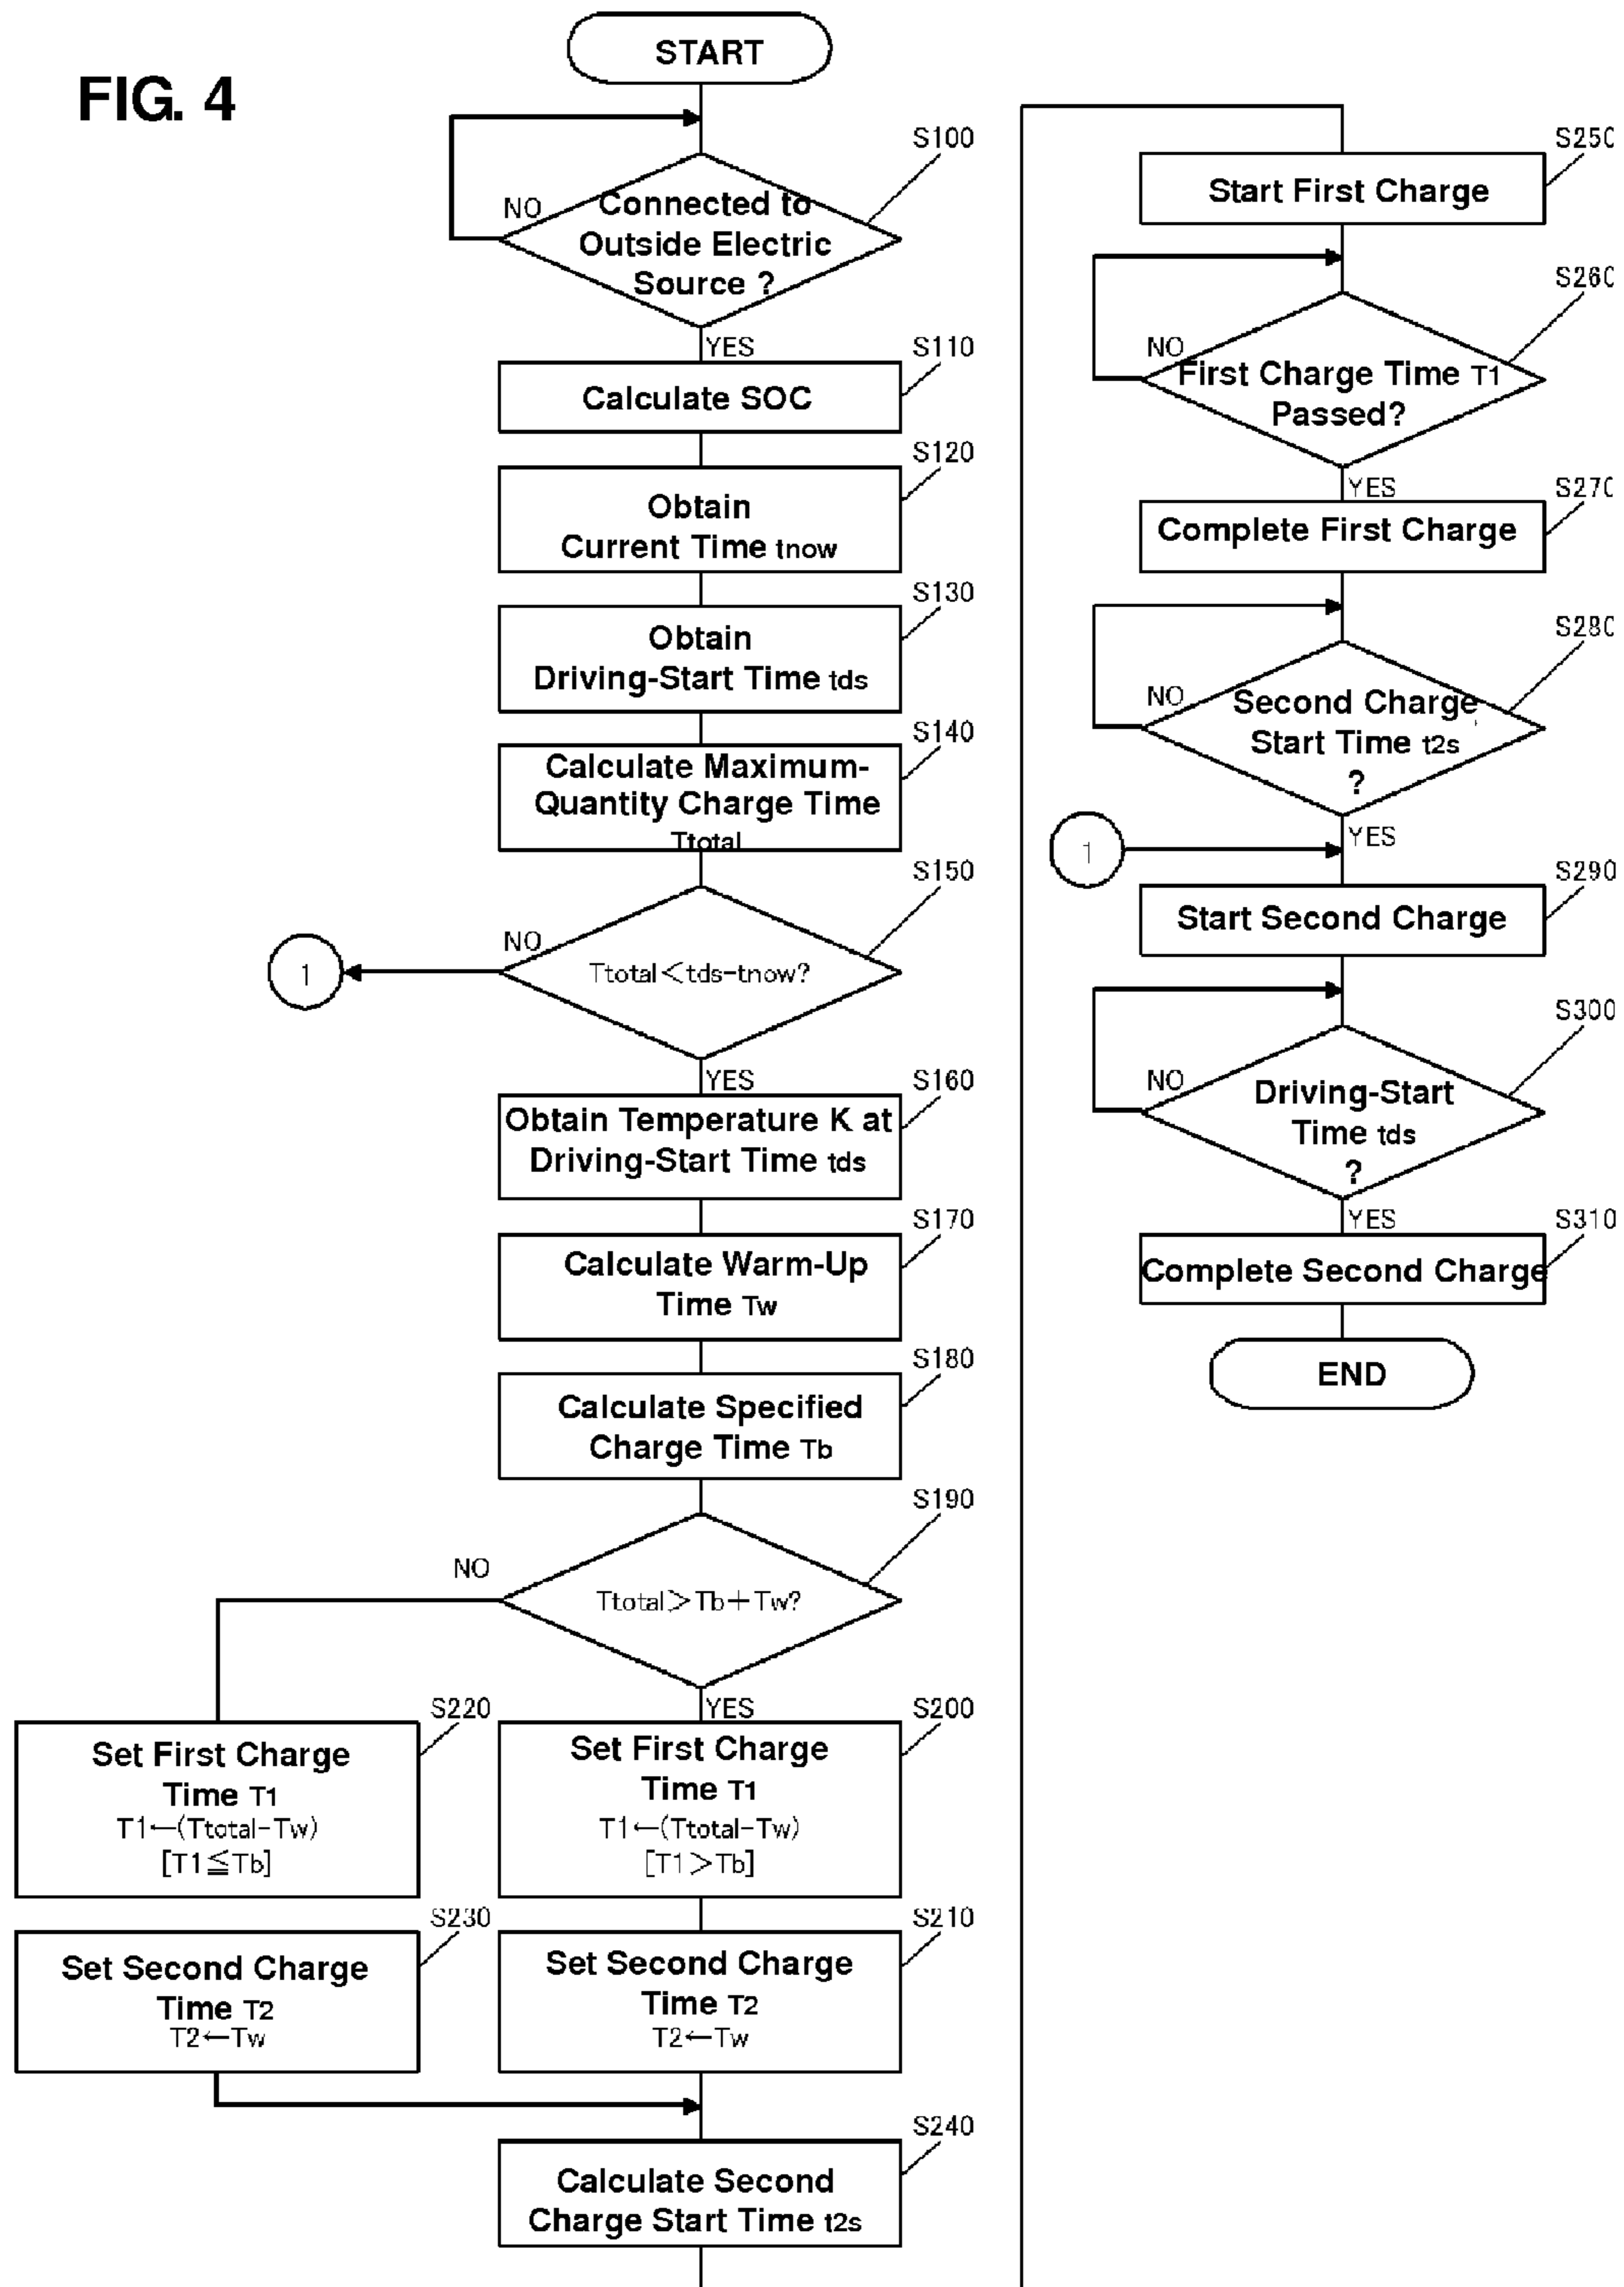 FIG. 4
START
S100
NO
Connected to
Outside Electric
Source ?
YES
S110
Calculate SOC
S120
Obtain
Current Time tnow
S130
Obtain
Driving-Start Time tds
S140
Calculate Maximum-
Quantity Charge Time
Ttotal
S150
NO
Ttotal＜tds-tnow?
1
YES
S160
Obtain Temperature K at
Driving-Start Time tds
S170
Calculate Warm-Up
Time Tw
S180
Calculate Specified
Charge Time Tb
S190
NO
Ttotal＞Tb＋Tw?
YES
S220
Set First Charge
Time T1
T1←(Ttotal-Tw)
[T1≦Tb]
S200
Set First Charge
Time T1
T1←(Ttotal-Tw)
[T1＞Tb]
S230
Set Second Charge
Time T2
T2←Tw
S210
Set Second Charge
Time T2
T2←Tw
S240
Calculate Second
Charge Start Time t2s
S250
Start First Charge
S260
NO
First Charge Time T1
Passed?
YES
S270
Complete First Charge
S280
NO
Second Charge
Start Time t2s
?
YES
1
S290
Start Second Charge
S300
NO
Driving-Start
Time tds
?
YES
S310
Complete Second Charge
END